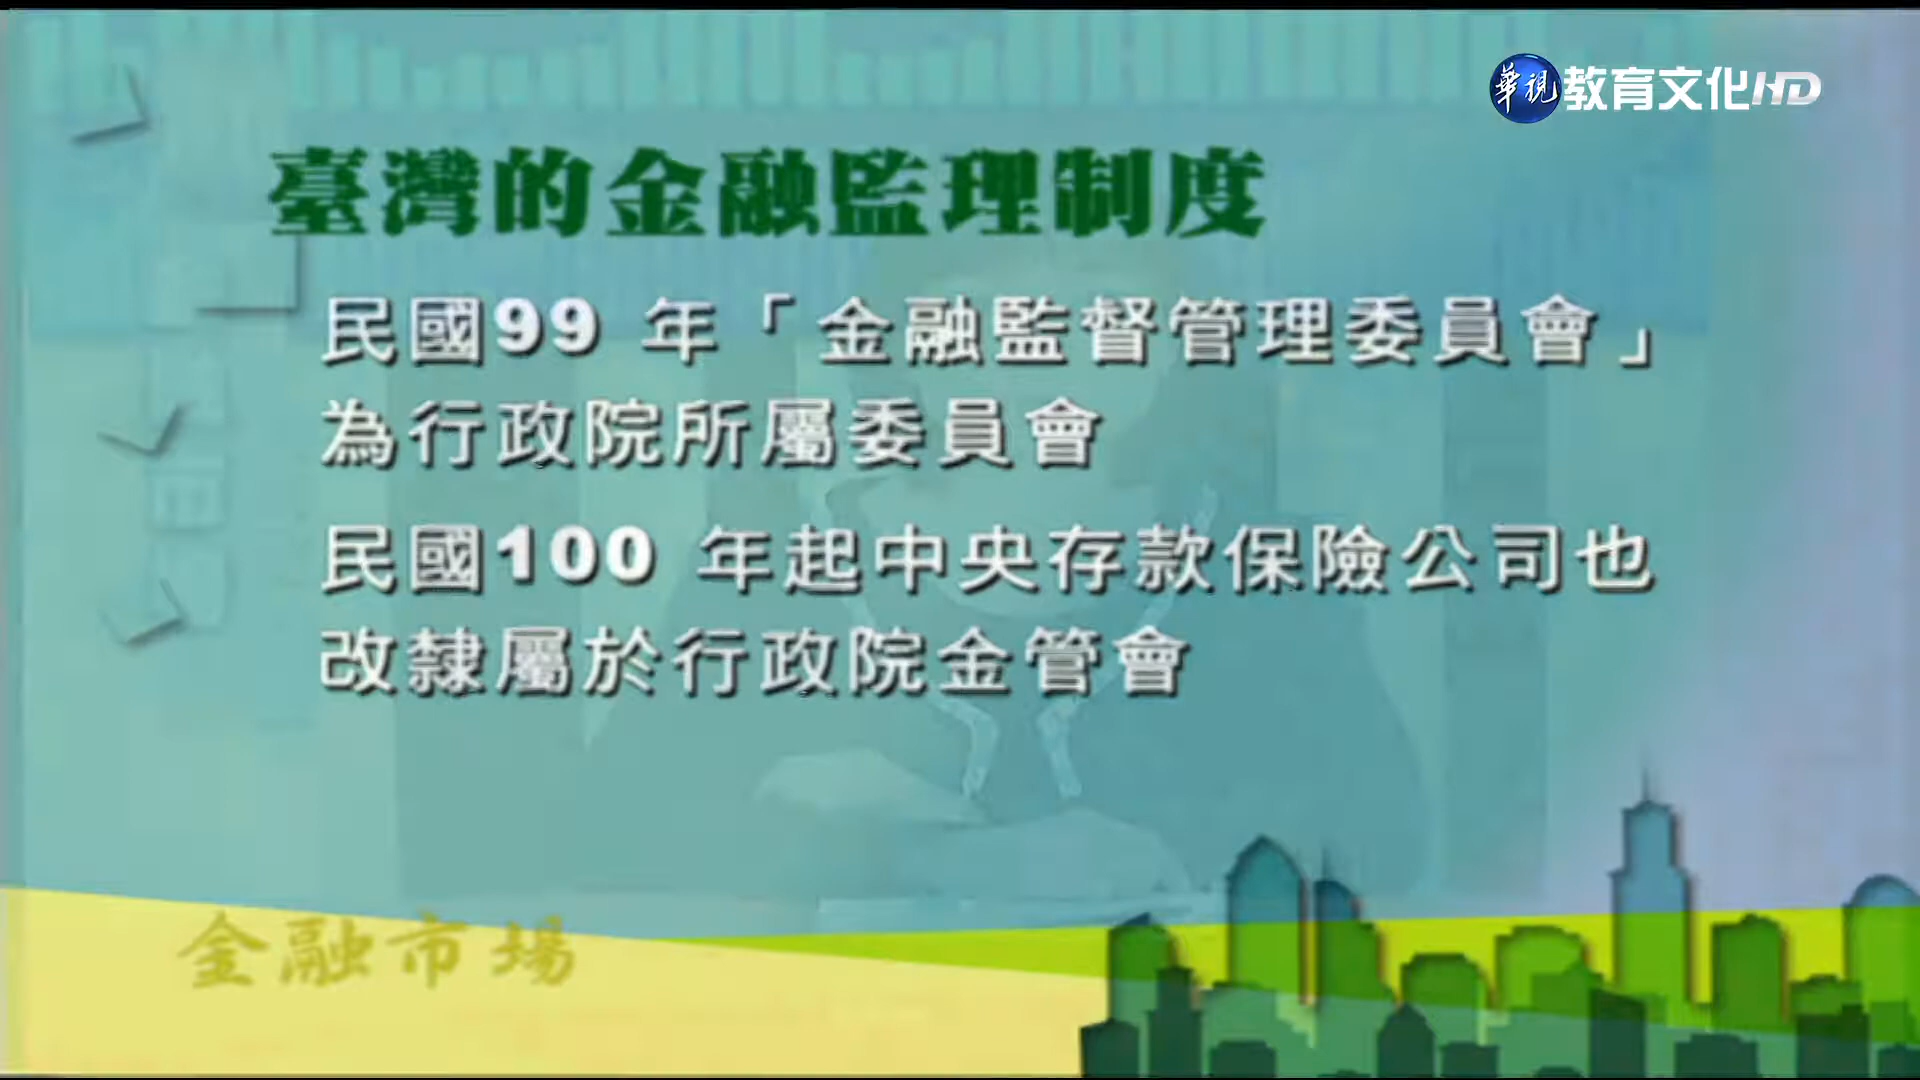 華視教育文化HD
臺灣的金融監理制度
民國99 年「金融監督管理委員會」
為行政院所屬委員會
民國100 年起中央存款保險公司也
改隸屬於行政院金管會
金融市場